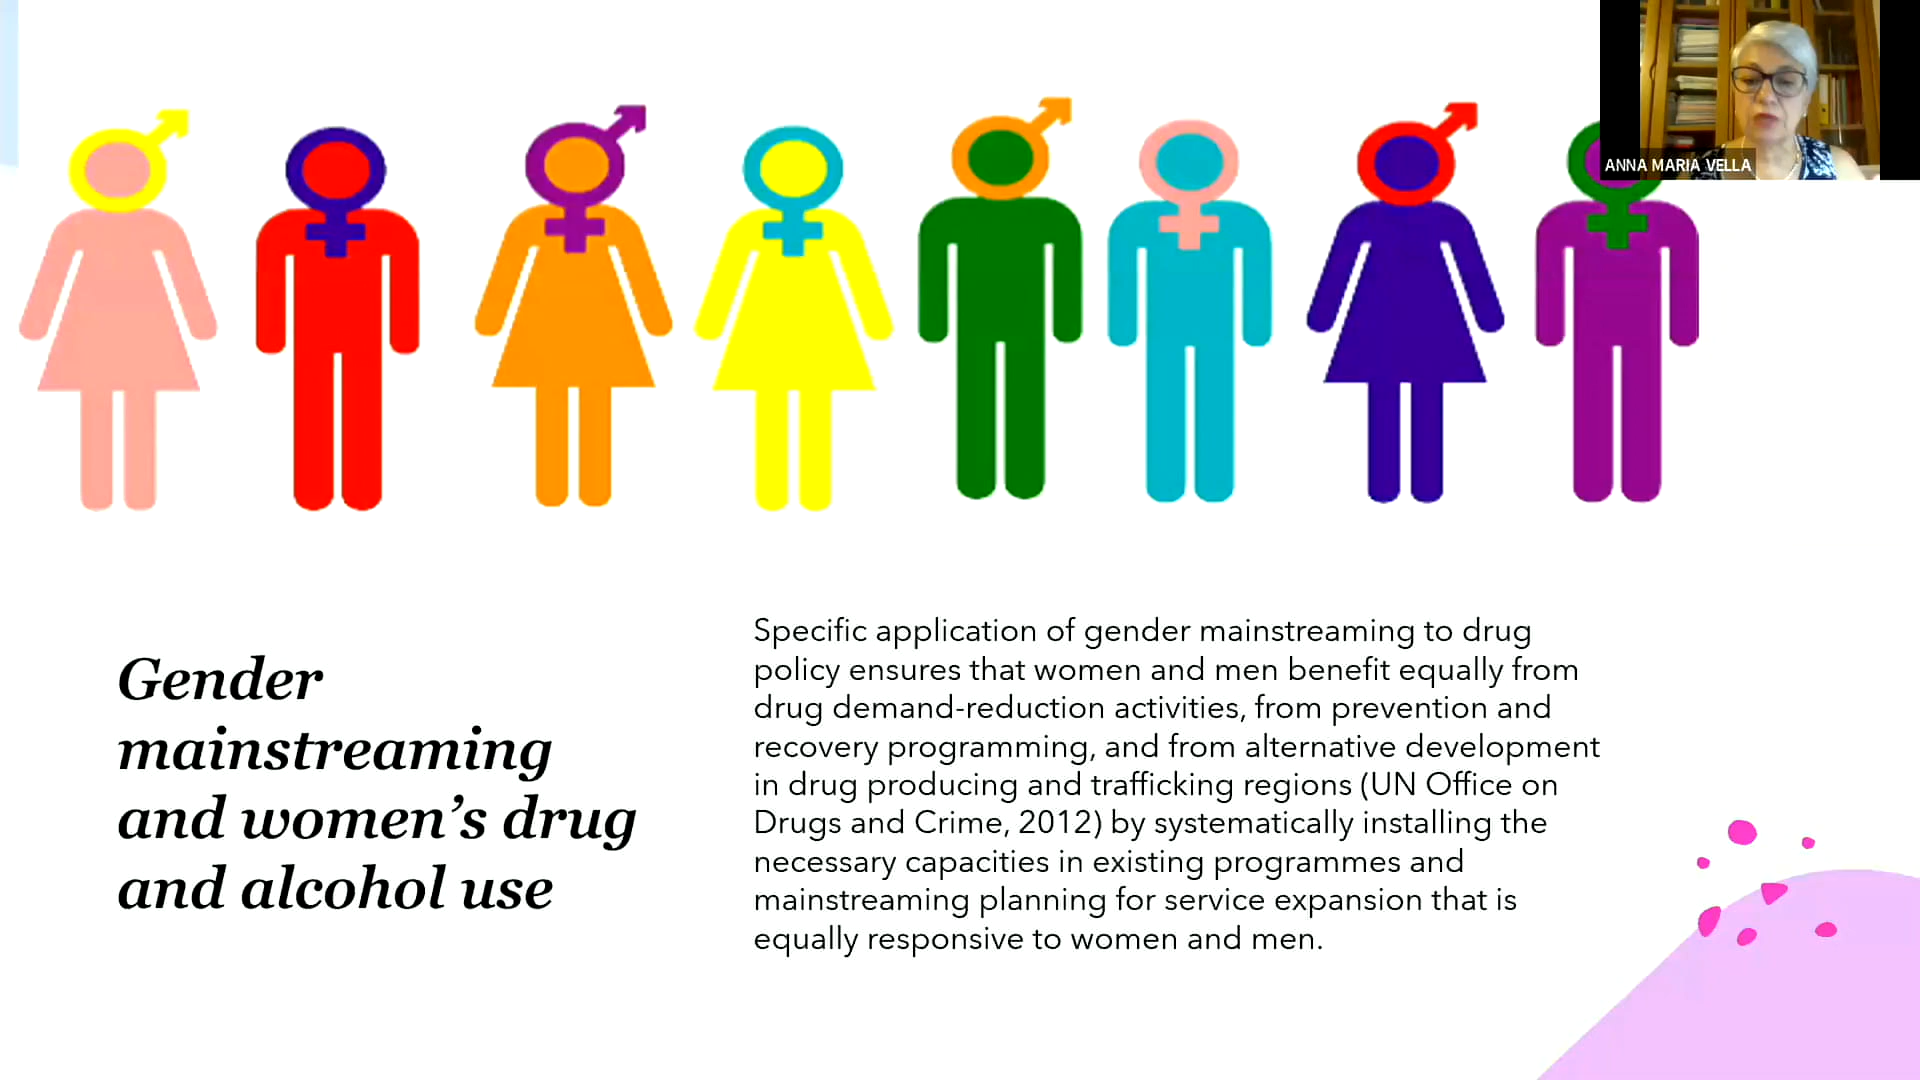 ANNA MARIA VELLA
Gender
mainstreaming
and women’s drug
and alcohol use
Specific application of gender mainstreaming to drug
policy ensures that women and men benefit equally from
drug demand-reduction activities, from prevention and
recovery programming, and from alternative development
in drug producing and trafficking regions (UN Office on
Drugs and Crime, 2012) by systematically installing the
necessary capacities in existing programmes and
mainstreaming planning for service expansion that is
equally responsive to women and men.